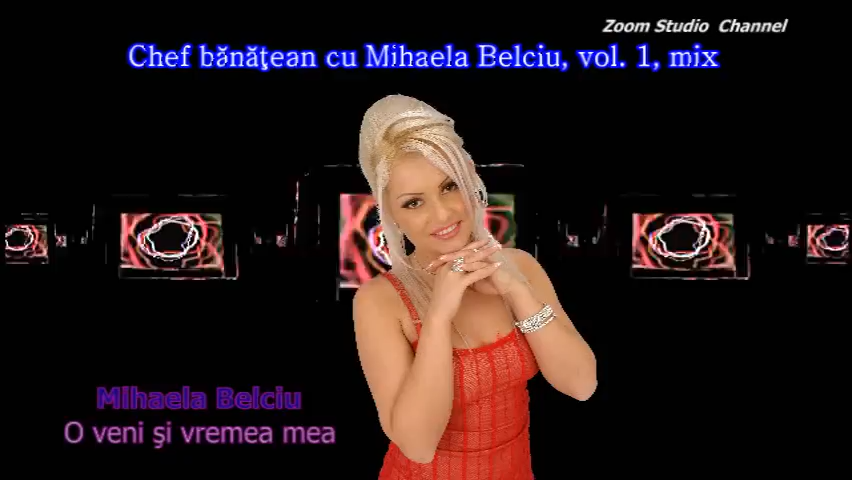 Zoom Studio Channel
Chef bănăţean cu Mihaela Belciu, vol. 1, mix
Mihaela Belciu
O veni şi vremea mea